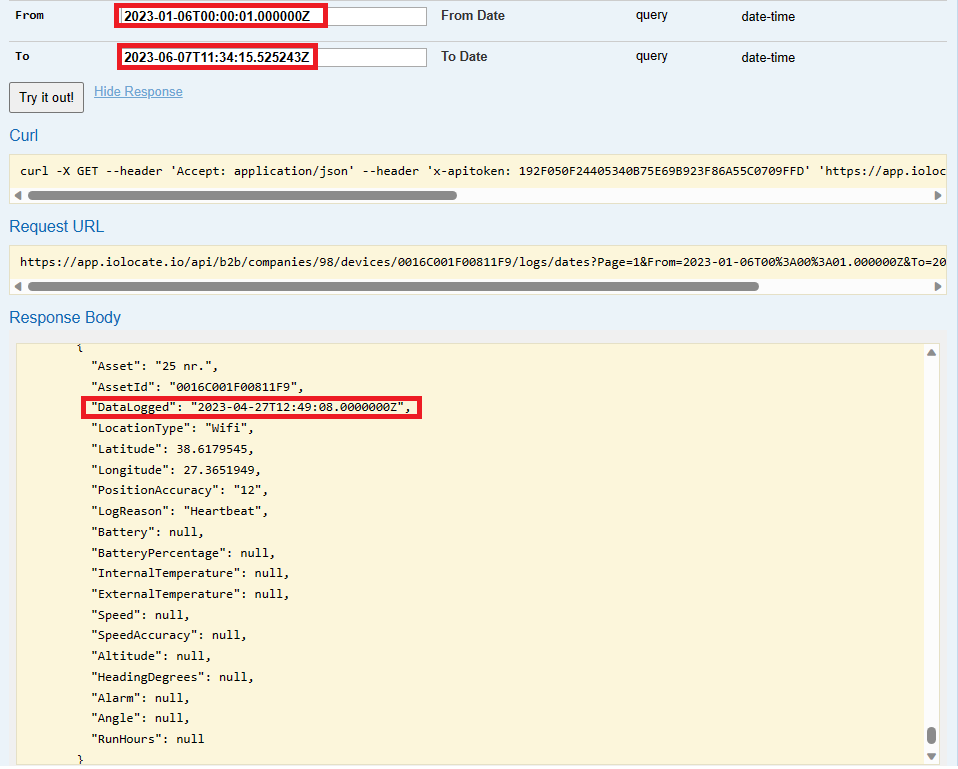 From 2023-01-06T00:00:01.000000Z From Date query date-time
To 2023-06-07T11:34:15.525243Z To Date query date-time
Try it out! Hide Response
Curl
curl -X GET --header 'Accept: application/json' --header 'x-apitoken: 192F050F24405340B75E69B923F86A55C0709FFD' 'https://app.ioloc
Request URL
https://app.iolocate.io/api/b2b/companies/98/devices/0016C001F00811F9/logs/dates?Page=1&From=2023-01-06T00%3A00%3A01.000000Z&To=20
Response Body
{
"Asset": "25 nr.",
"AssetId": "0016C001F00811F9",
"DataLogged": "2023-04-27T12:49:08.0000000Z",
"LocationType": "Wifi",
"Latitude": 38.6179545,
"Longitude": 27.3651949,
"PositionAccuracy": "12",
"LogReason": "Heartbeat",
"Battery": null,
"BatteryPercentage": null,
"InternalTemperature": null,
"ExternalTemperature": null,
"Speed": null,
"SpeedAccuracy": null,
"Altitude": null,
"HeadingDegrees": null,
"Alarm": null,
"Angle": null,
"RunHours": null
}